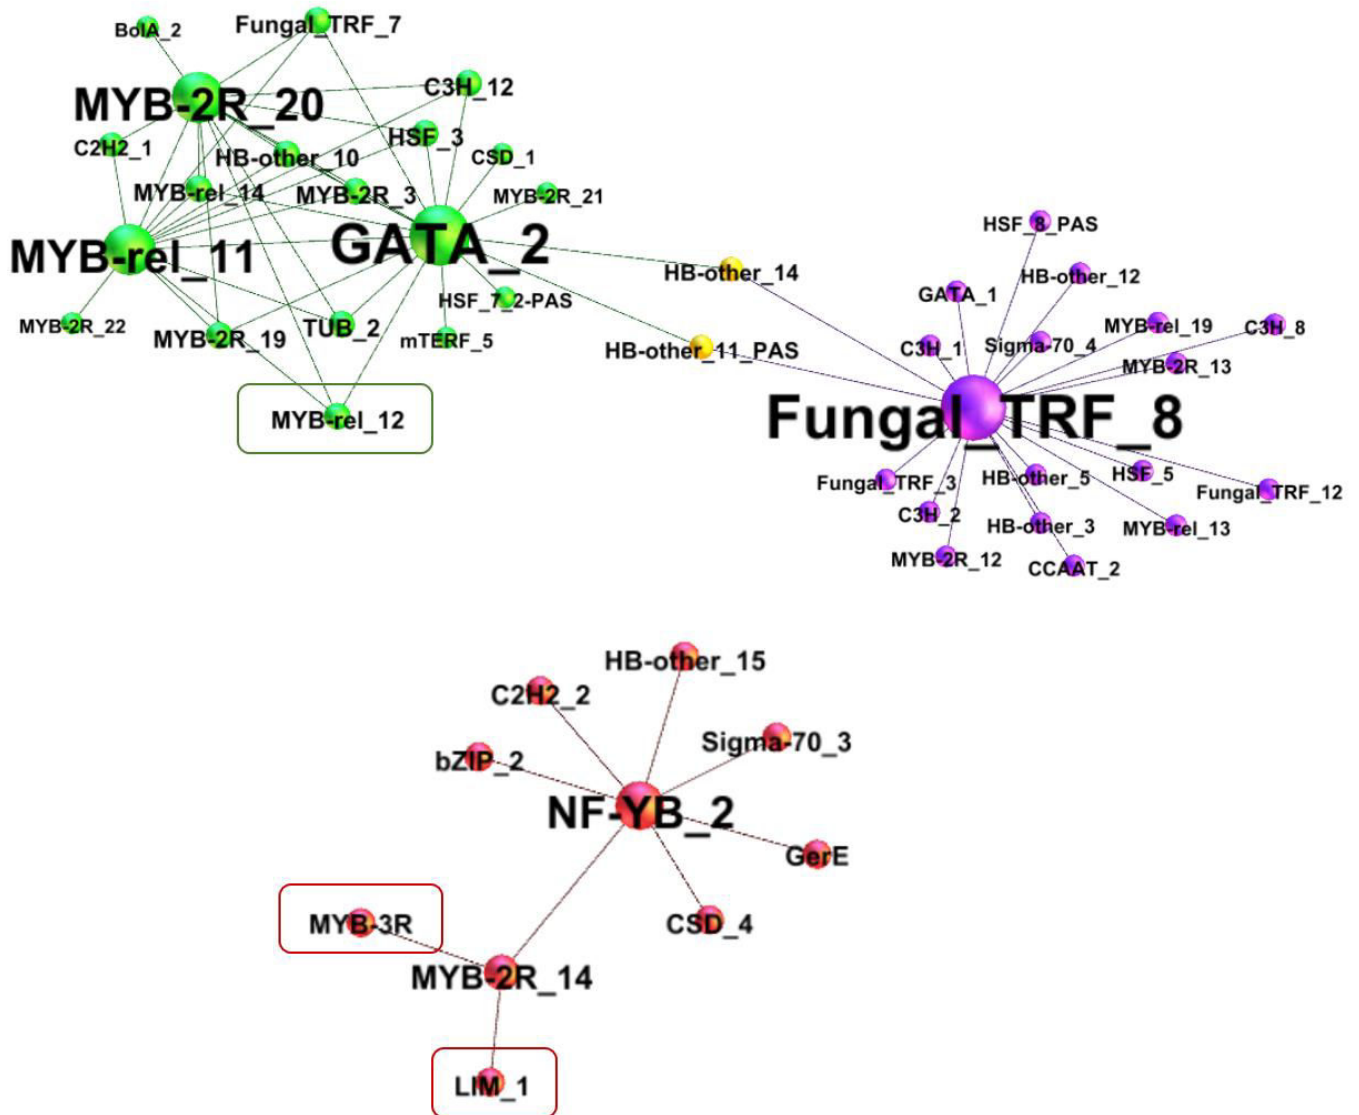 BolA_2
Fungal_TRF_7
C3H_12
MYB-2R_20
HSF_3
C2H2_1
HB-other_10
CSD_1
MYB-rel_14
MYB-2R_3
MYB-2R_21
GATA_2
MYB-rel_11
HSF_7_2-PAS
MYB-2R_22
MYB-2R_19
TUB_2
mTERF_5
MYB-rel_12
HB-other_14
HB-other_11_PAS
HSF_8_PAS
HB-other_12
GATA_1
MYB-rel_19
C3H_8
C3H_1
Sigma-70_4
MYB-2R_13
Fungal_TRF_8
Fungal_TRF_3
HB-other_5
HSF_5
Fungal_TRF_12
C3H_2
HB-other_3
MYB-rel_13
MYB-2R_12
CCAAT_2
HB-other_15
C2H2_2
Sigma-70_3
bZIP_2
NF-YB_2
GerE
MYB-3R
CSD_4
MYB-2R_14
LIM_1